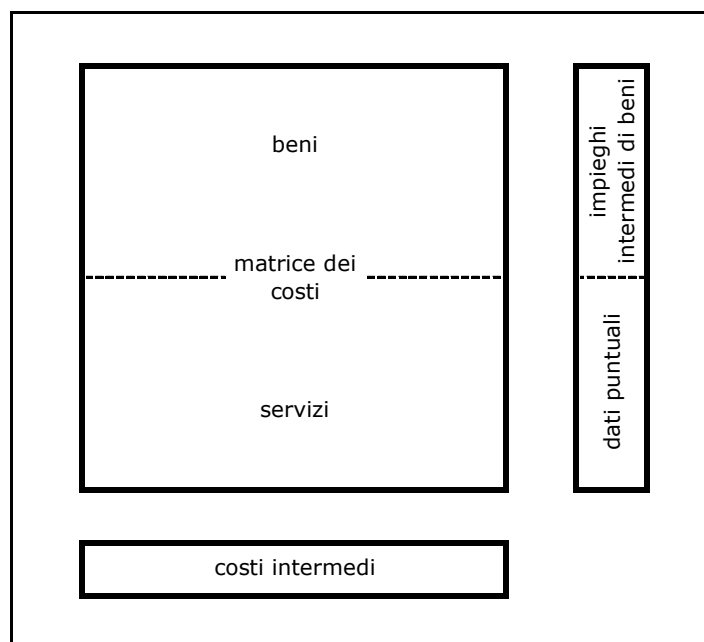 beni
matrice dei
costi
servizi
impieghi
intermedi di beni
dati puntuali
costi intermedi